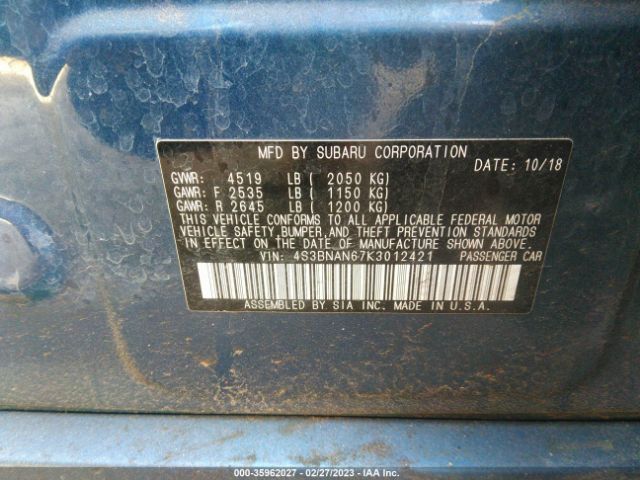 MFD BY SUBARU CORPORATION
DATE: 10/18
GVWR: 4519 LB ( 2050 KG)
GAWR: F 2535 LB ( 1150 KG)
GAWR: R 2645 LB ( 1200 KG)
THIS VEHICLE CONFORMS TO ALL APPLICABLE FEDERAL MOTOR
VEHICLE SAFETY,BUMPER,AND THEFT PREVENTION STANDARDS
IN EFFECT ON THE DATE OF MANUFACTURE SHOWN ABOVE.
VIN: 4S3BNAN67K3012421 PASSENGER CAR
ASSEMBLED BY SIA INC. MADE IN U.S.A.
000-35962027 - 02/27/2023 - IAA Inc.